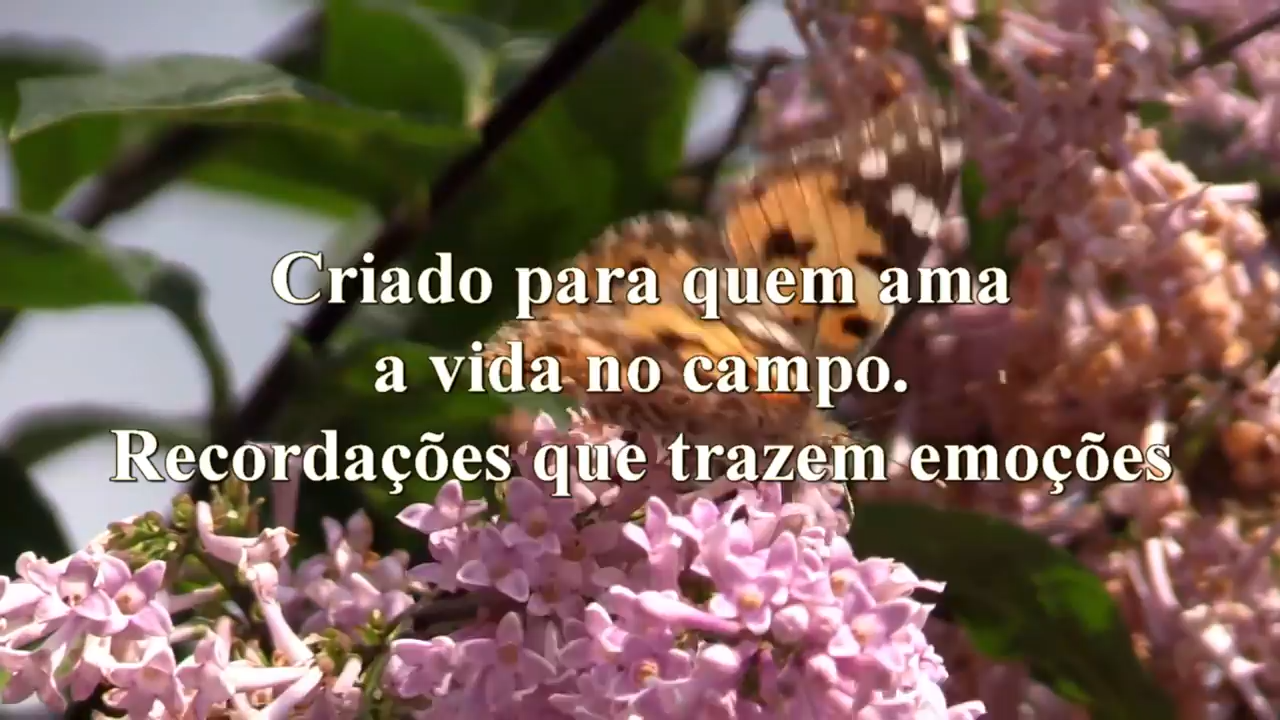 Criado para quem ama
a vida no campo.
Recordações que trazem emoções